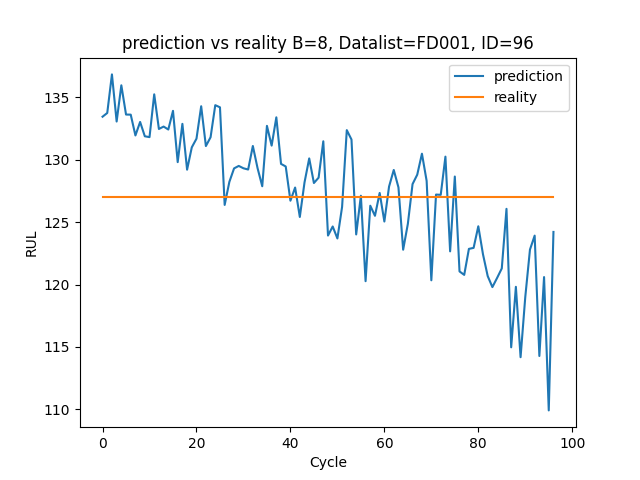 prediction vs reality B=8, Datalist=FD001, ID=96
prediction
reality
135
130
125
120
115
110
RUL
0 20 40 60 80 100
Cycle